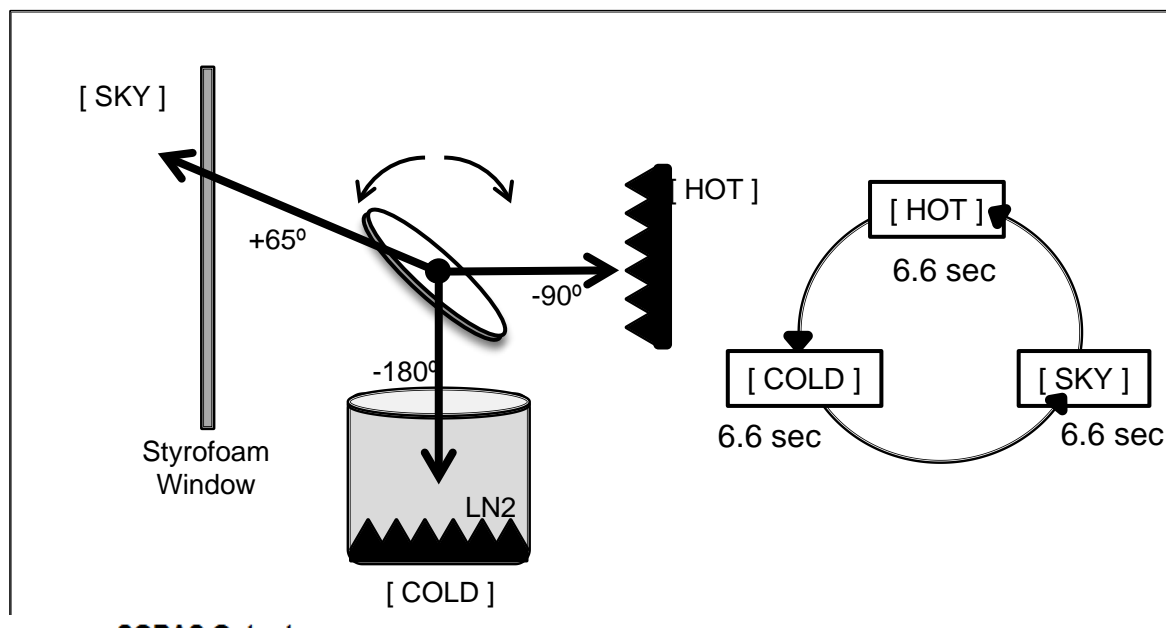 [ SKY ]
+65º
[ HOT ]
-90º
-180º
Styrofoam
Window
LN2
[ COLD ]
[ HOT ]
6.6 sec
[ COLD ]
6.6 sec
[ SKY ]
6.6 sec